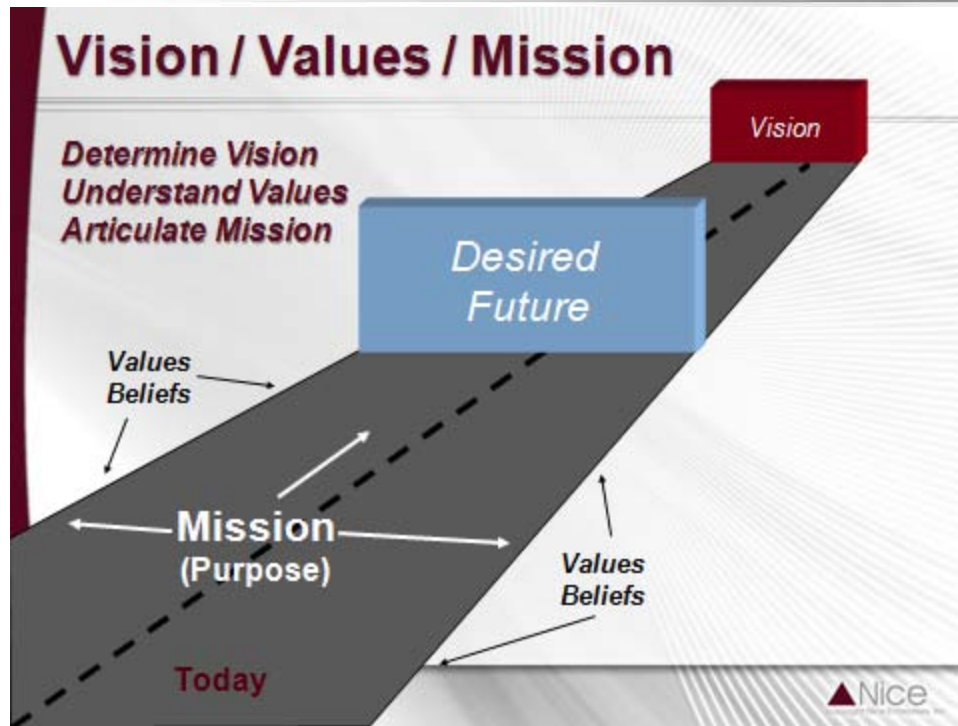 Vision / Values / Mission
Determine Vision
Understand Values
Articulate Mission
Vision
Desired
Future
Values
Beliefs
Mission
(Purpose)
Values
Beliefs
Today
Nice